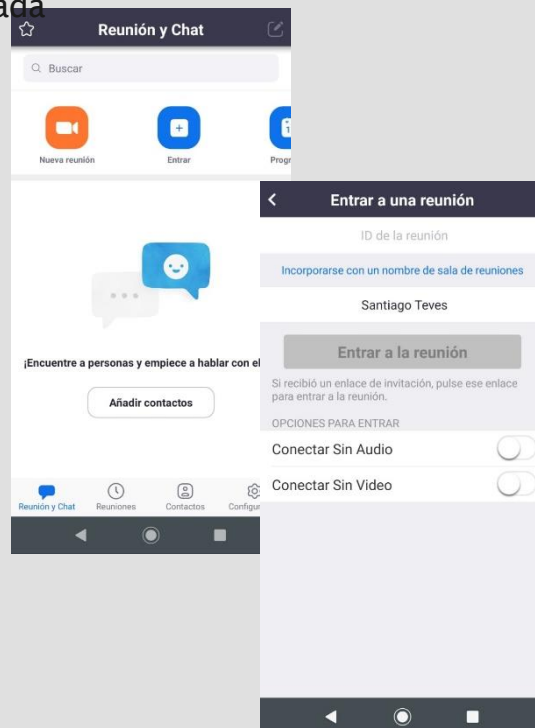 Reunión y Chat
Buscar
Nueva reunión
Entrar
¡Encuentre a personas y empiece a hablar con
Añadir contactos
Reunión y Chat
Reuniones
Contactos
Entrar a una reunión
ID de la reunión
Incorporarse con un nombre de sala de reuniones
Santiago Teves
Entrar a la reunión
Si recibió un enlace de invitación, pulse ese enlace
para entrar a la reunión.
OPCIONES PARA ENTRAR
Conectar Sin Audio
Conectar Sin Video